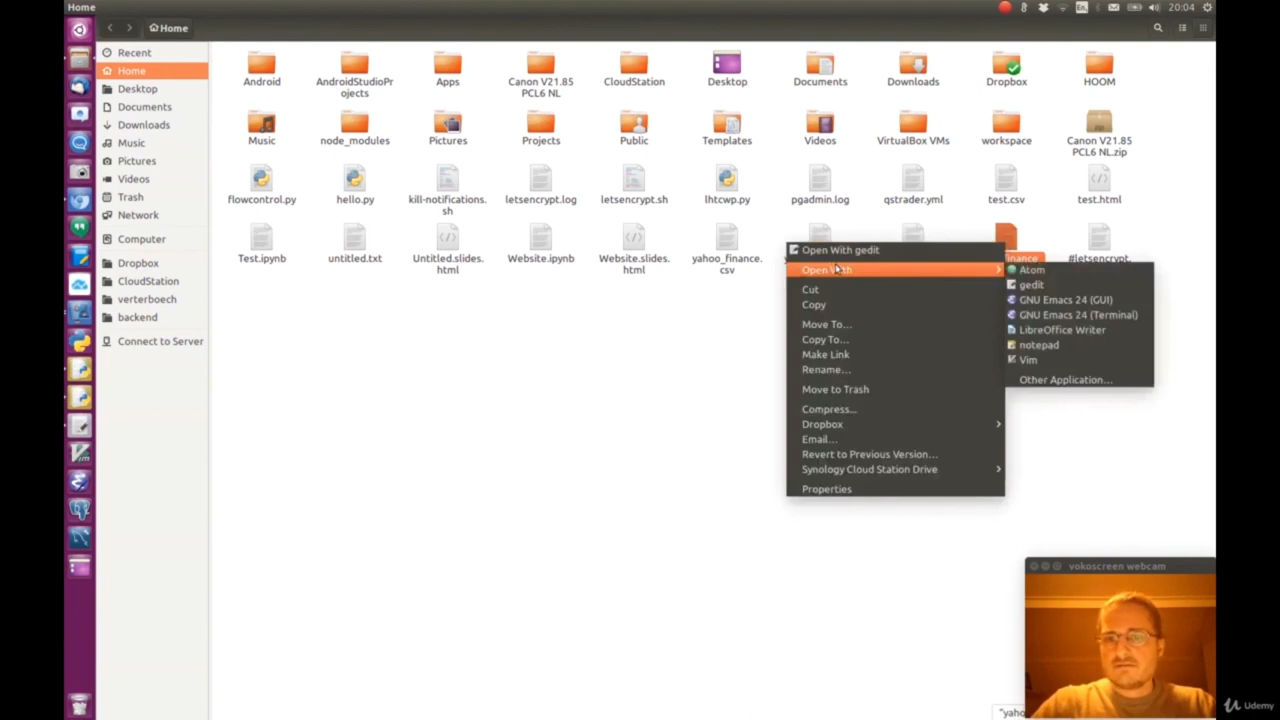 Home
En
20:04
Home
Recent
Home
Desktop
Documents
Downloads
Music
Pictures
Videos
Trash
Network
Computer
Dropbox
CloudStation
verterboech
backend
Connect to Server
Android
AndroidStudioPr
ojects
Apps
Canon V21.85
PCL6 NL
CloudStation
Desktop
Documents
Downloads
Dropbox
HOOM
Music
node_modules
Pictures
Projects
Public
Templates
Videos
VirtualBox VMs
workspace
Canon V21.85
PCL6 NL.zip
flowcontrol.py
hello.py
kill-notifications.
sh
letsencrypt.log
letsencrypt.sh
lhtcwp.py
pgadmin.log
qstrader.yml
test.csv
test.html
Test.ipynb
untitled.txt
Untitled.slides.
html
Website.ipynb
Website.slides.
html
yahoo_finance.
csv
#letsencrypt.
Open With gedit
Open With
Cut
Copy
Move To...
Copy To...
Make Link
Rename...
Move to Trash
Compress...
Dropbox
Email...
Revert to Previous Version...
Synology Cloud Station Drive
Properties
Atom
gedit
GNU Emacs 24 (GUI)
GNU Emacs 24 (Terminal)
LibreOffice Writer
notepad
Vim
Other Application...
vokoscreen webcam
"yaho
Udemy